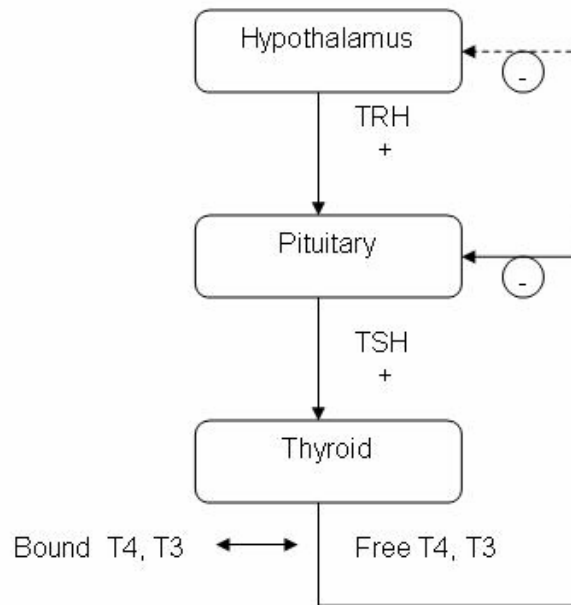 Hypothalamus
-
TRH
+
Pituitary
-
TSH
+
Thyroid
Bound T4, T3
Free T4, T3